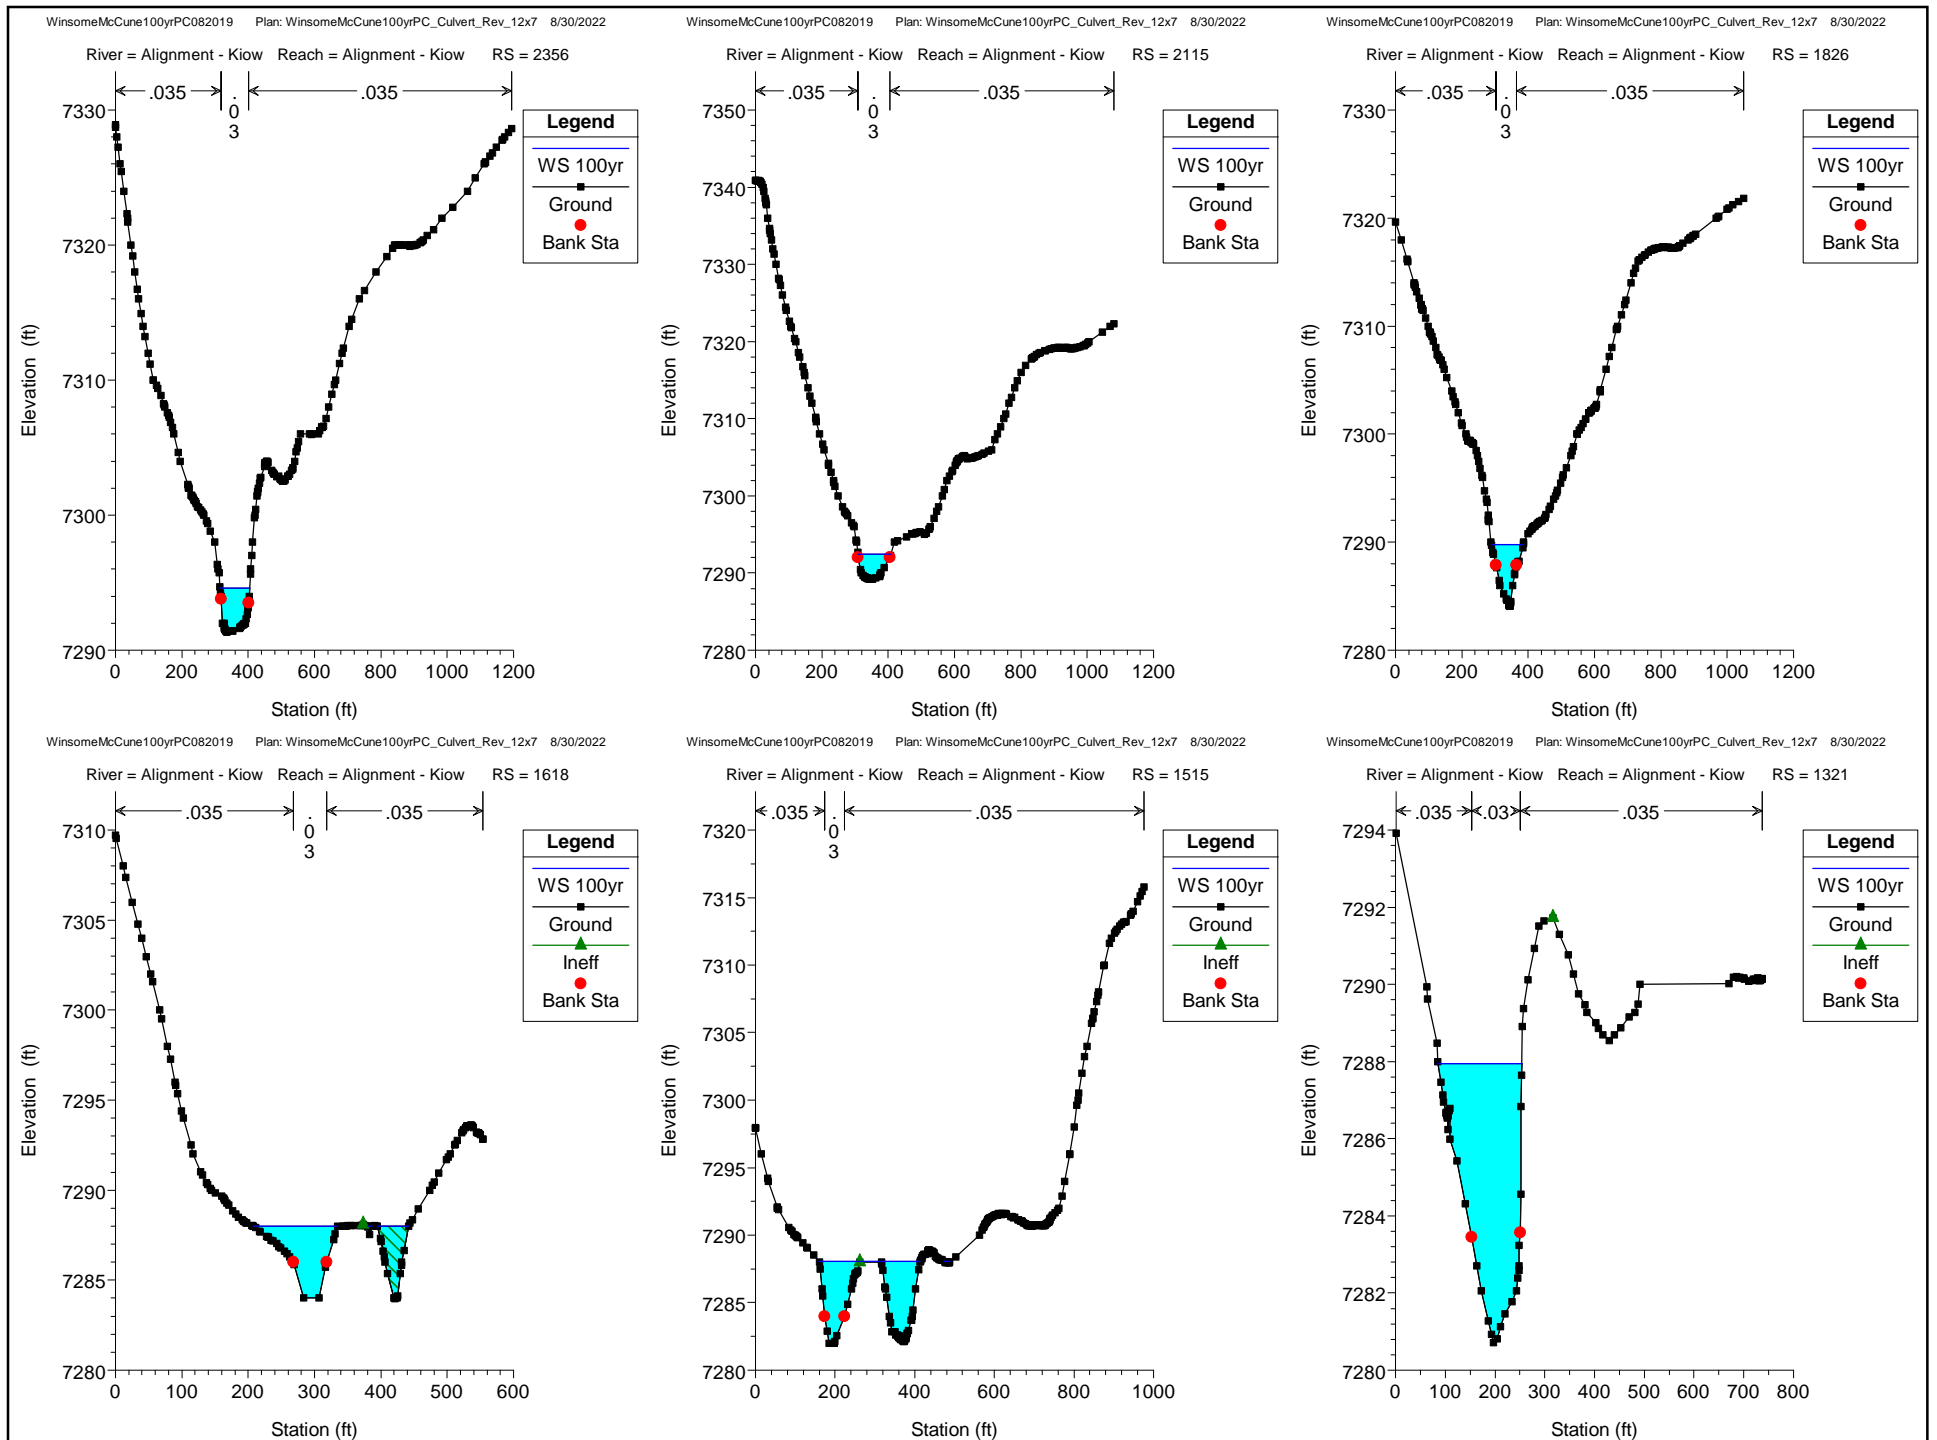 WinsomeMcCune100yrPC082019 Plan: WinsomeMcCune100yrPC_Culvert_Rev_12x7 8/30/2022
River = Alignment - Kiow Reach = Alignment - Kiow RS = 2356
.035 .03 .035
7330
7320
7310
7300
7290
Elevation (ft)
0 200 400 600 800 1000 1200
Station (ft)
Legend
WS 100yr
Ground
Bank Sta
WinsomeMcCune100yrPC082019 Plan: WinsomeMcCune100yrPC_Culvert_Rev_12x7 8/30/2022
River = Alignment - Kiow Reach = Alignment - Kiow RS = 2115
.035 .03 .035
7350
7340
7330
7320
7310
7300
7290
7280
Elevation (ft)
0 200 400 600 800 1000 1200
Station (ft)
Legend
WS 100yr
Ground
Bank Sta
WinsomeMcCune100yrPC082019 Plan: WinsomeMcCune100yrPC_Culvert_Rev_12x7 8/30/2022
River = Alignment - Kiow Reach = Alignment - Kiow RS = 1826
.035 .03 .035
7330
7320
7310
7300
7290
7280
Elevation (ft)
0 200 400 600 800 1000 1200
Station (ft)
Legend
WS 100yr
Ground
Bank Sta
WinsomeMcCune100yrPC082019 Plan: WinsomeMcCune100yrPC_Culvert_Rev_12x7 8/30/2022
River = Alignment - Kiow Reach = Alignment - Kiow RS = 1618
.035 .03 .035
7310
7305
7300
7295
7290
7285
7280
Elevation (ft)
0 100 200 300 400 500 600
Station (ft)
Legend
WS 100yr
Ground
Ineff
Bank Sta
WinsomeMcCune100yrPC082019 Plan: WinsomeMcCune100yrPC_Culvert_Rev_12x7 8/30/2022
River = Alignment - Kiow Reach = Alignment - Kiow RS = 1515
.035 .03 .035
7320
7315
7310
7305
7300
7295
7290
7285
7280
Elevation (ft)
0 200 400 600 800 1000
Station (ft)
Legend
WS 100yr
Ground
Ineff
Bank Sta
WinsomeMcCune100yrPC082019 Plan: WinsomeMcCune100yrPC_Culvert_Rev_12x7 8/30/2022
River = Alignment - Kiow Reach = Alignment - Kiow RS = 1321
.035 .03 .035
7294
7292
7290
7288
7286
7284
7282
7280
Elevation (ft)
0 100 200 300 400 500 600 700 800
Station (ft)
Legend
WS 100yr
Ground
Ineff
Bank Sta